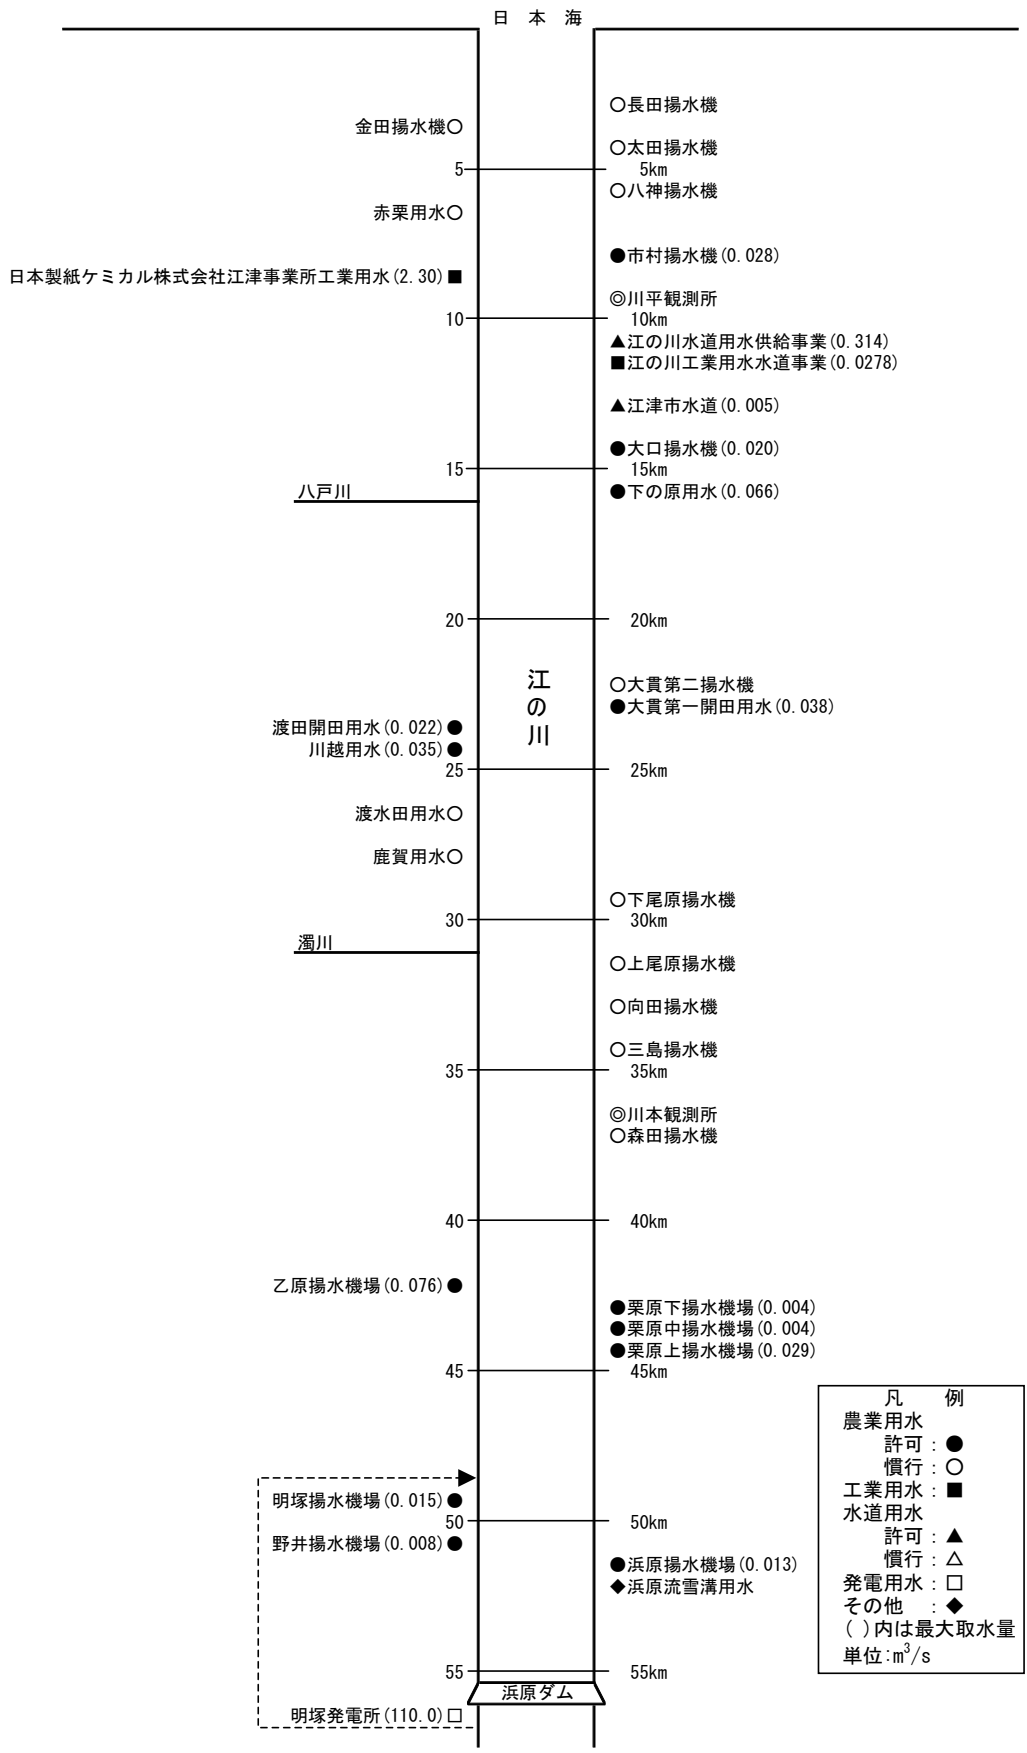 日 本 海
○長田揚水機
金田揚水機○
○太田揚水機
5 5km
○八神揚水機
赤栗用水○
●市村揚水機(0.028)
日本製紙ケミカル株式会社江津事業所工業用水(2.30)■
◎川平観測所
10 10km
▲江の川水道用水供給事業(0.314)
■江の川工業用水水道事業(0.0278)
▲江津市水道(0.005)
●大口揚水機(0.020)
15 15km
八戸川
●下の原用水(0.066)
20 20km
江の川
○大貫第二揚水機
●大貫第一開田用水(0.038)
渡田開田用水(0.022)●
川越用水(0.035)●
25 25km
渡水田用水○
鹿賀用水○
○下尾原揚水機
30 30km
濁川
○上尾原揚水機
○向田揚水機
○三島揚水機
35 35km
◎川本観測所
○森田揚水機
40 40km
乙原揚水機場(0.076)●
●栗原下揚水機場(0.004)
●栗原中揚水機場(0.004)
●栗原上揚水機場(0.029)
45 45km
明塚揚水機場(0.015)●
50 50km
野井揚水機場(0.008)●
●浜原揚水機場(0.013)
◆浜原流雪溝用水
55 55km
浜原ダム
明塚発電所(110.0)□
凡 例
農業用水
許可：●
慣行：○
工業用水：■
水道用水
許可：▲
慣行：△
発電用水：□
その他 ：◆
( )内は最大取水量
単位:m³/s